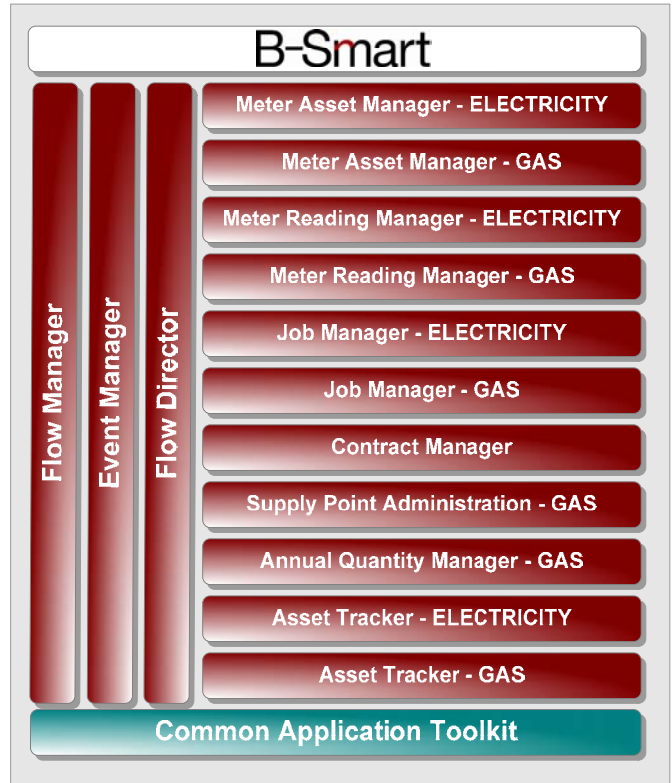 B-Smart
Flow Manager
Event Manager
Flow Director
Meter Asset Manager - ELECTRICITY
Meter Asset Manager - GAS
Meter Reading Manager - ELECTRICITY
Meter Reading Manager - GAS
Job Manager - ELECTRICITY
Job Manager - GAS
Contract Manager
Supply Point Administration - GAS
Annual Quantity Manager - GAS
Asset Tracker - ELECTRICITY
Asset Tracker - GAS
Common Application Toolkit